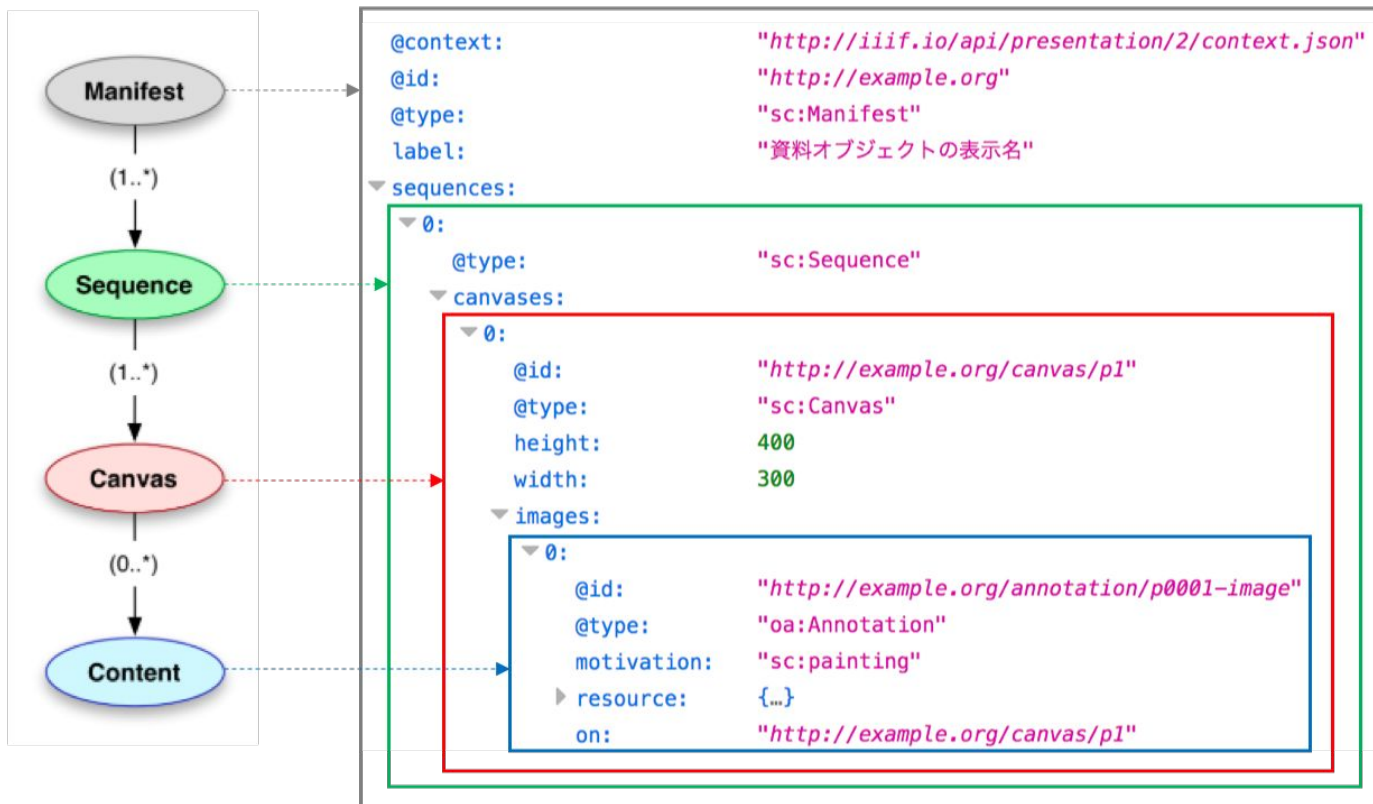 Manifest
(1..*)
Sequence
(1..*)
Canvas
(0..*)
Content
@context: "http://iiif.io/api/presentation/2/context.json"
@id: "http://example.org"
@type: "sc:Manifest"
label: "資料オブジェクトの表示名"
sequences:
0:
@type: "sc:Sequence"
canvases:
0:
@id: "http://example.org/canvas/p1"
@type: "sc:Canvas"
height: 400
width: 300
images:
0:
@id: "http://example.org/annotation/p0001-image"
@type: "oa:Annotation"
motivation: "sc:painting"
resource: {…}
on: "http://example.org/canvas/p1"